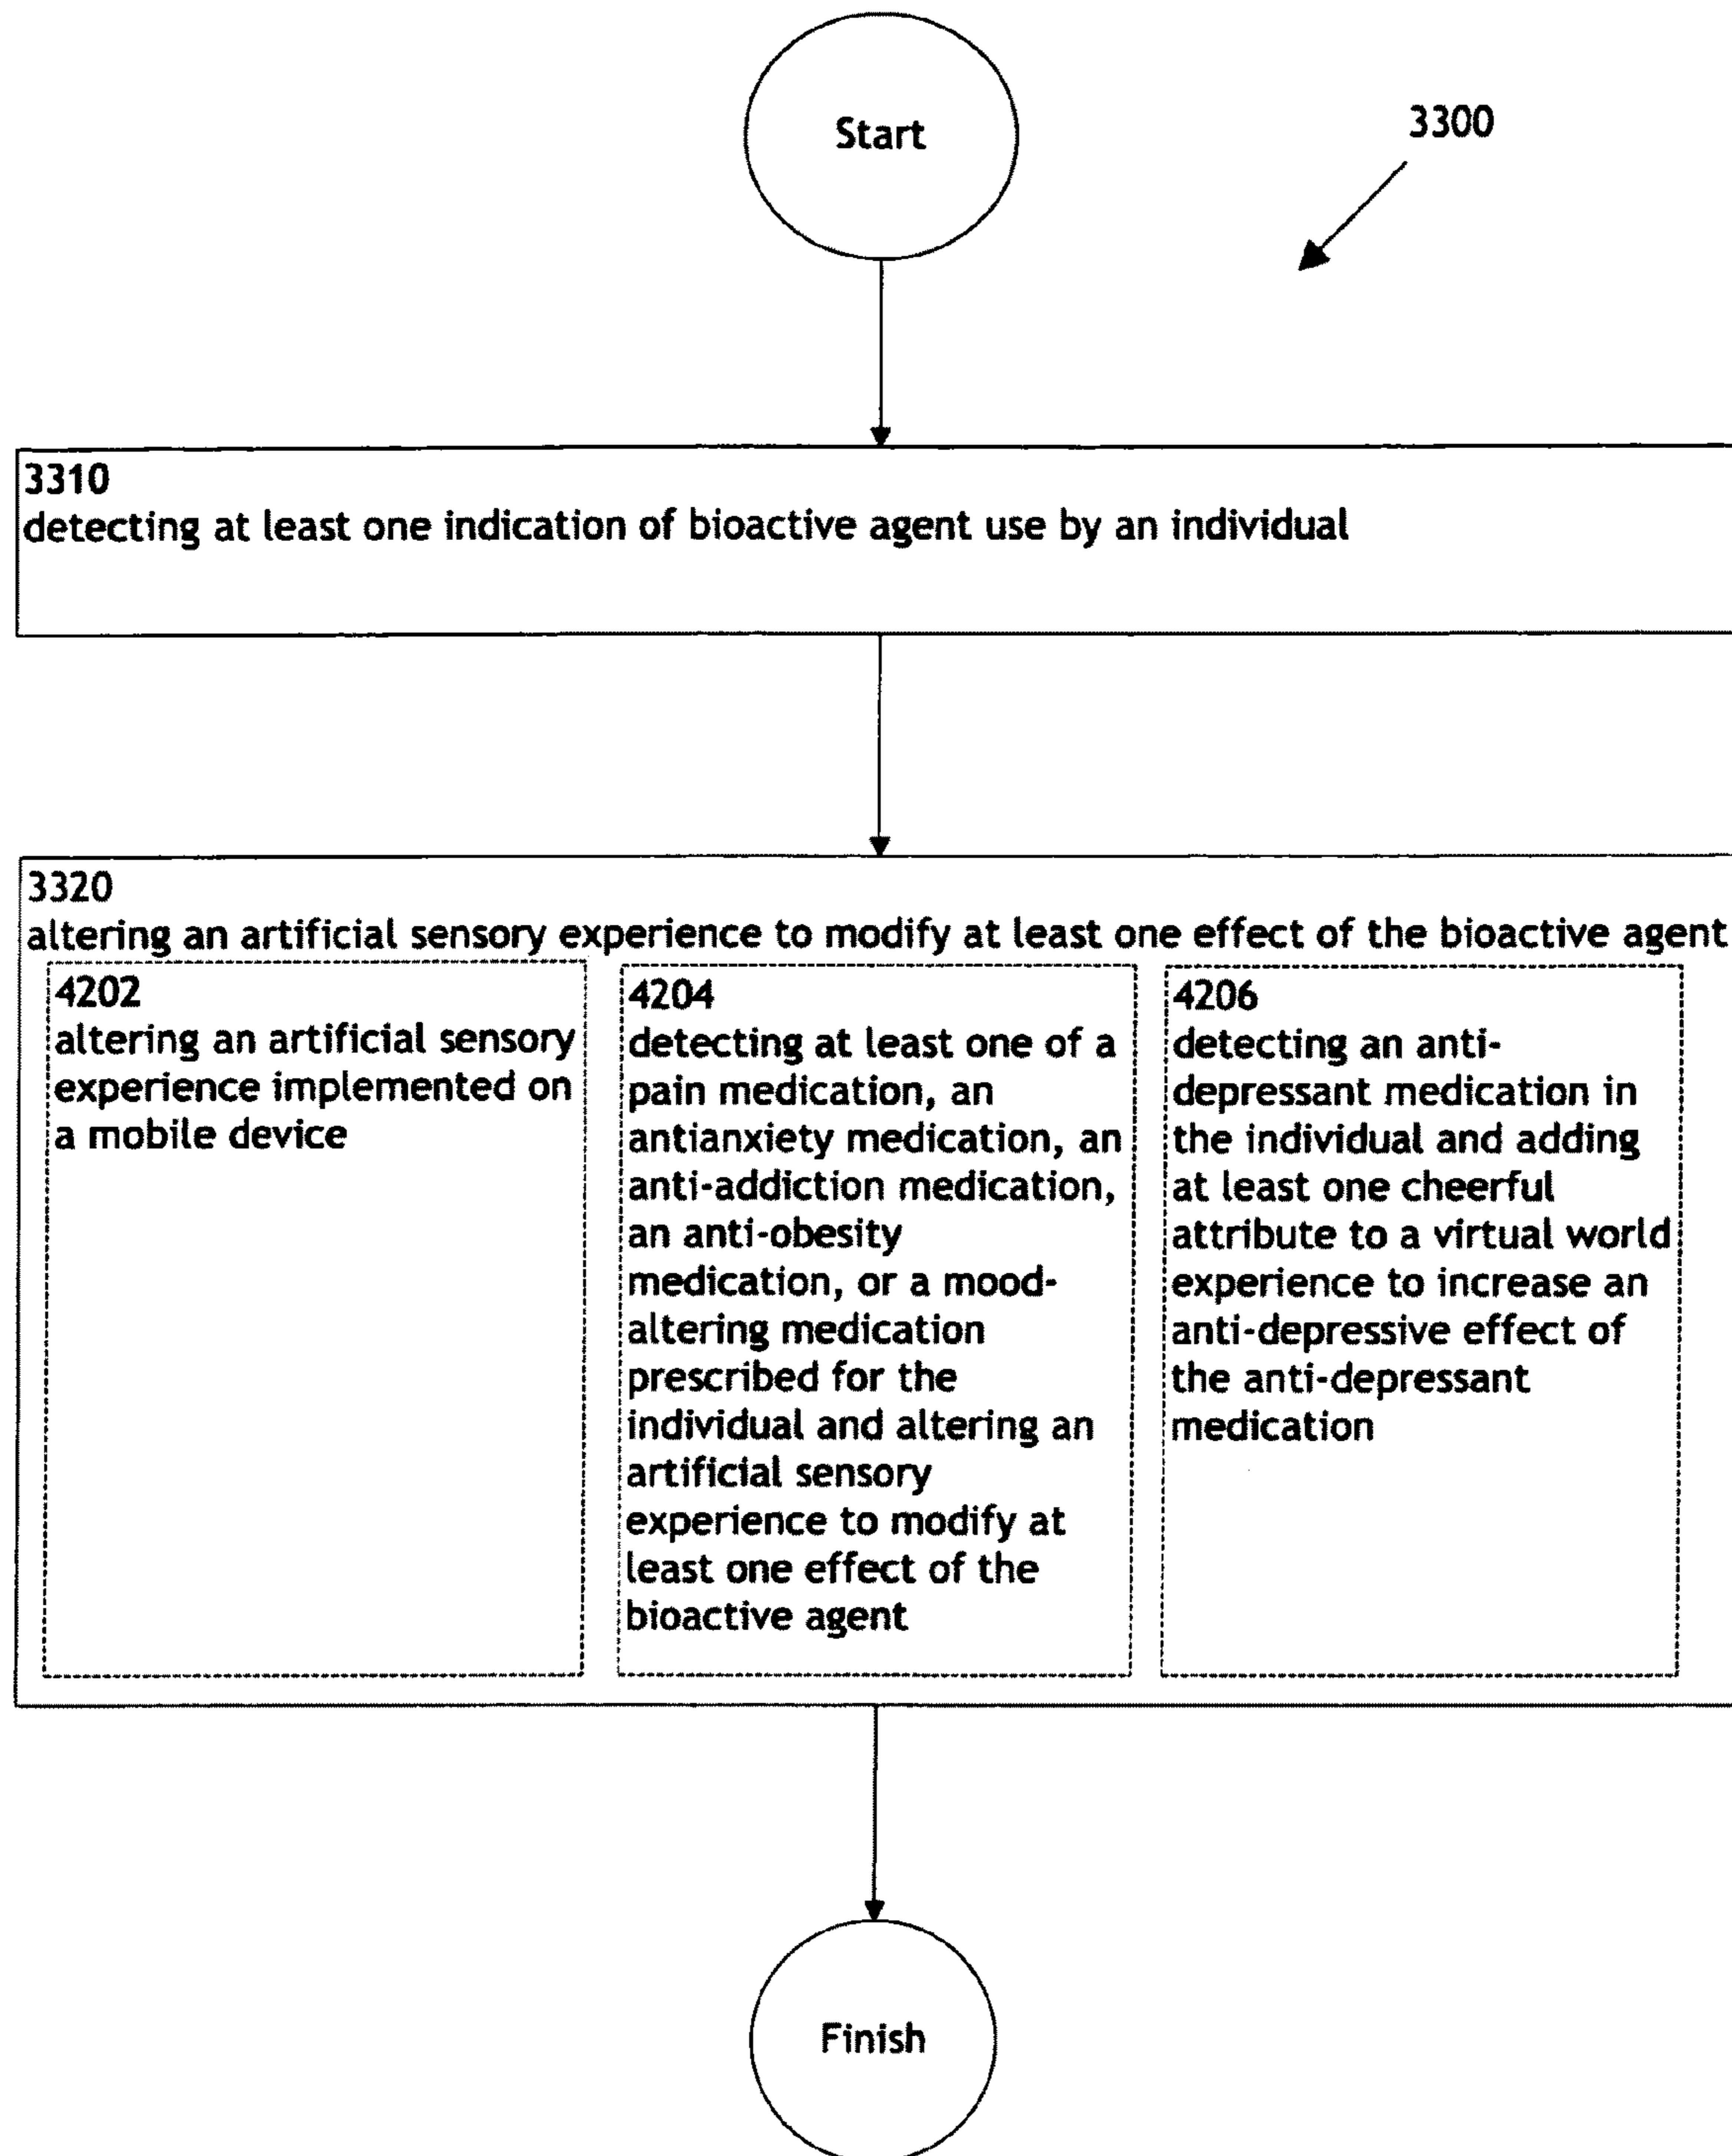 Start
3300
3310
detecting at least one indication of bioactive agent use by an individual
3320
altering an artificial sensory experience to modify at least one effect of the bioactive agent
4202
altering an artificial sensory
experience implemented on
a mobile device
4204
detecting at least one of a
pain medication, an
antianxiety medication, an
anti-addiction medication,
an anti-obesity
medication, or a mood-
altering medication
prescribed for the
individual and altering an
artificial sensory
experience to modify at
least one effect of the
bioactive agent
4206
detecting an anti-
depressant medication in
the individual and adding
at least one cheerful
attribute to a virtual world
experience to increase an
anti-depressive effect of
the anti-depressant
medication
Finish